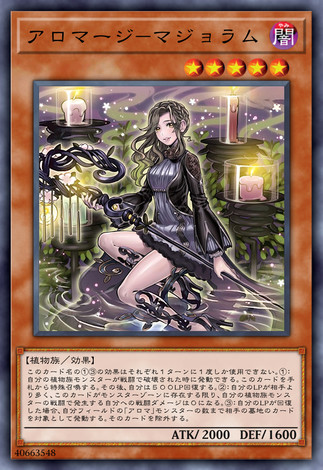 アロマージ－マジョラム
闇
やみ
【植物族／効果】
このカード名の①③の効果はそれぞれ１ターンに１度しか使用できない。①：
自分の植物族モンスターが戦闘で破壊された時に発動できる。このカードを手
札から特殊召喚する。その後、自分は５００LP回復する。②：自分のLPが相手よ
り多く、このカードがモンスターゾーンに存在する限り、自分の植物族モンス
ターの戦闘で発生する自分への戦闘ダメージは０になる。③：自分のLPが回復
した場合、自分フィールドの「アロマ」モンスターの数まで相手の墓地のカード
を対象として発動する。そのカードを除外する。
ATK/ 2000 DEF/1600
40663548